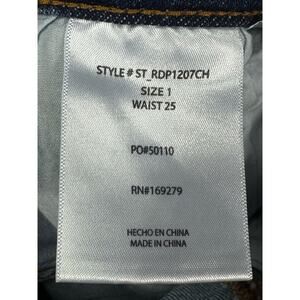 STYLE # ST_RDP1207CH
SIZE 1
WAIST 25
PO#50110
RN#169279
HECHO EN CHINA
MADE IN CHINA